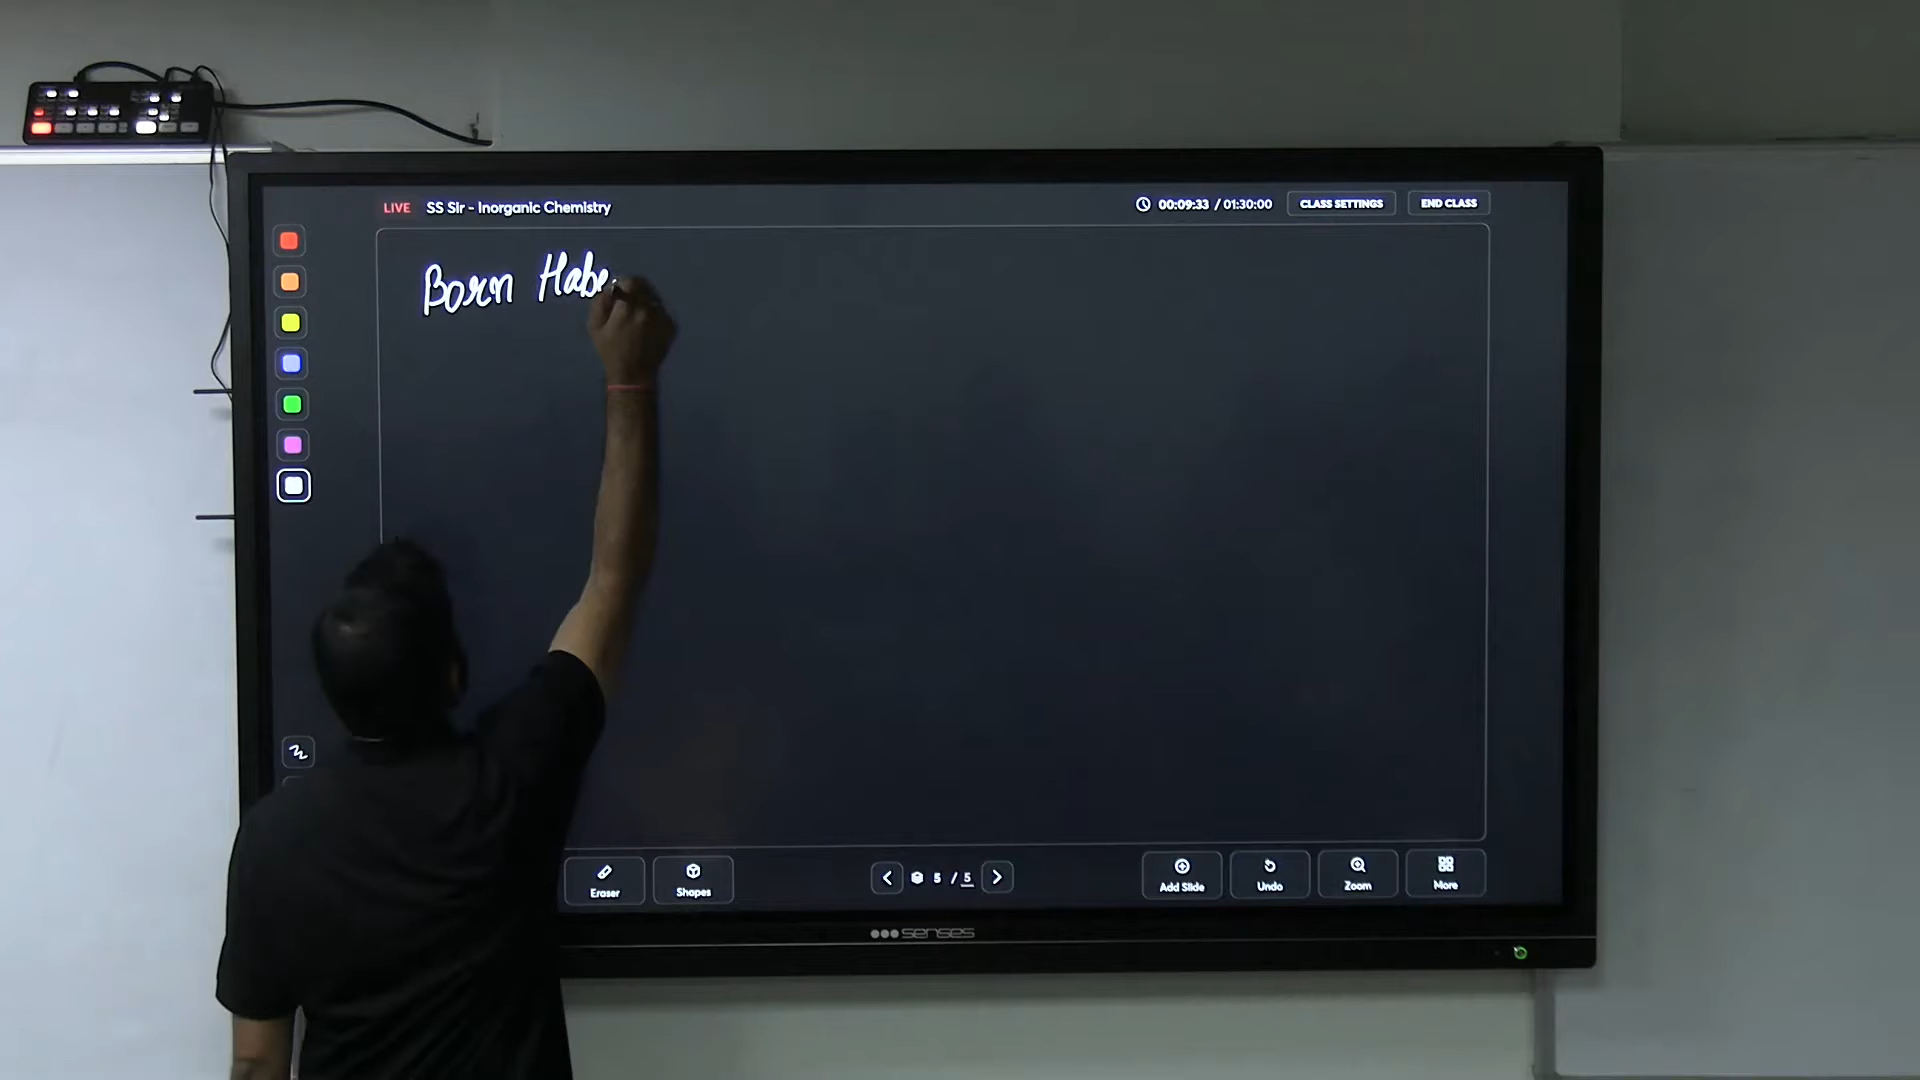 LIVE SS Sir - Inorganic Chemistry 00:09:33 / 01:30:00 CLASS SETTINGS END CLASS
Born Habe
Eraser Shapes 5 / 5 Add Slide Undo Zoom More
senses